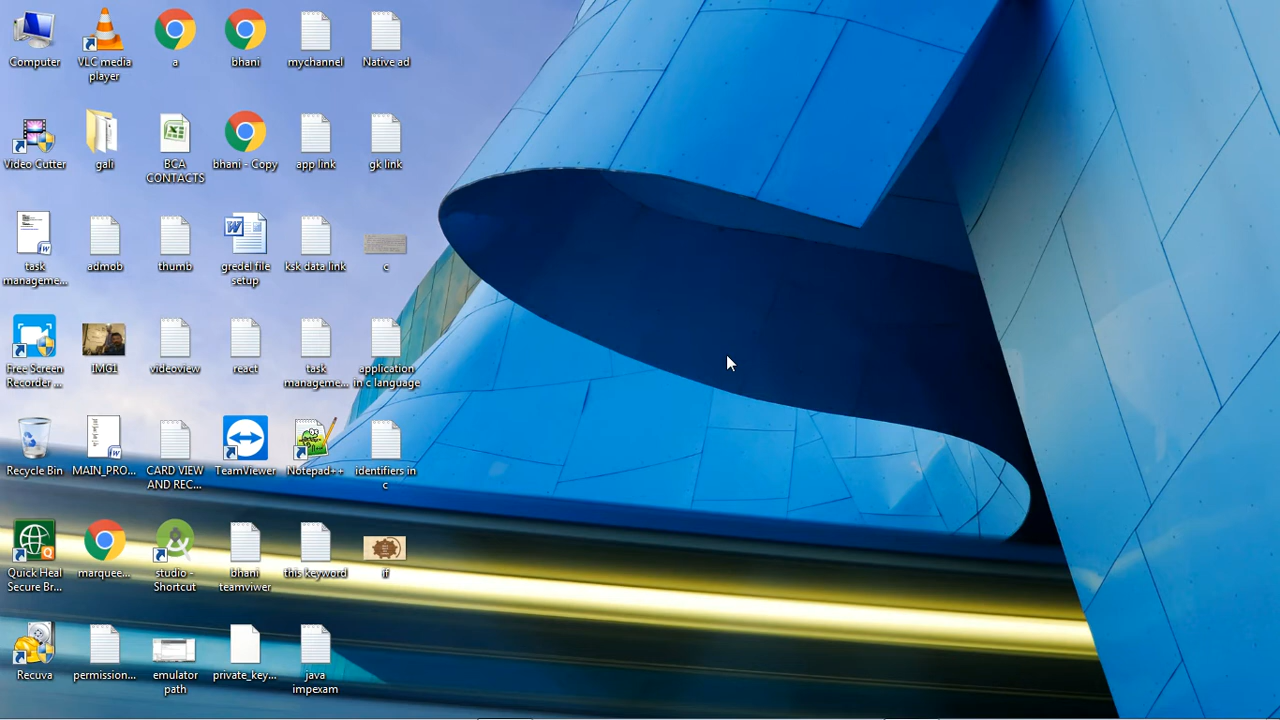 Computer
VLC media
player
a
bhani
mychannel
Native ad
Video Cutter
gali
BCA
CONTACTS
bhani - Copy
app link
gk link
task
manageme...
admob
thumb
gredel file
setup
ksk data link
c
Free Screen
Recorder ...
IMG1
videoview
react
task
manageme...
application
in c language
Recycle Bin
MAIN_PRO...
CARD VIEW
AND REC...
TeamViewer
Notepad++
identifiers in
c
Quick Heal
Secure Br...
marquee...
studio -
Shortcut
bhani
teamviwer
this keyword
if
Recuva
permission...
emulator
path
private_key...
java
impexam